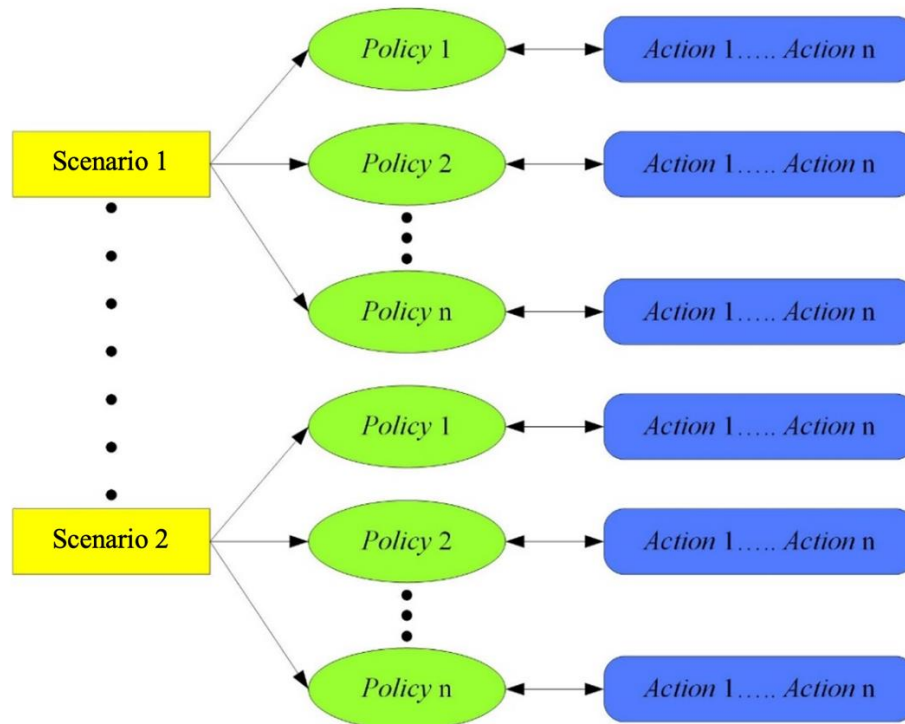 Policy 1
Action 1..... Action n
Scenario 1
Policy 2
Action 1..... Action n
Policy n
Action 1..... Action n
Policy 1
Action 1..... Action n
Scenario 2
Policy 2
Action 1..... Action n
Policy n
Action 1..... Action n